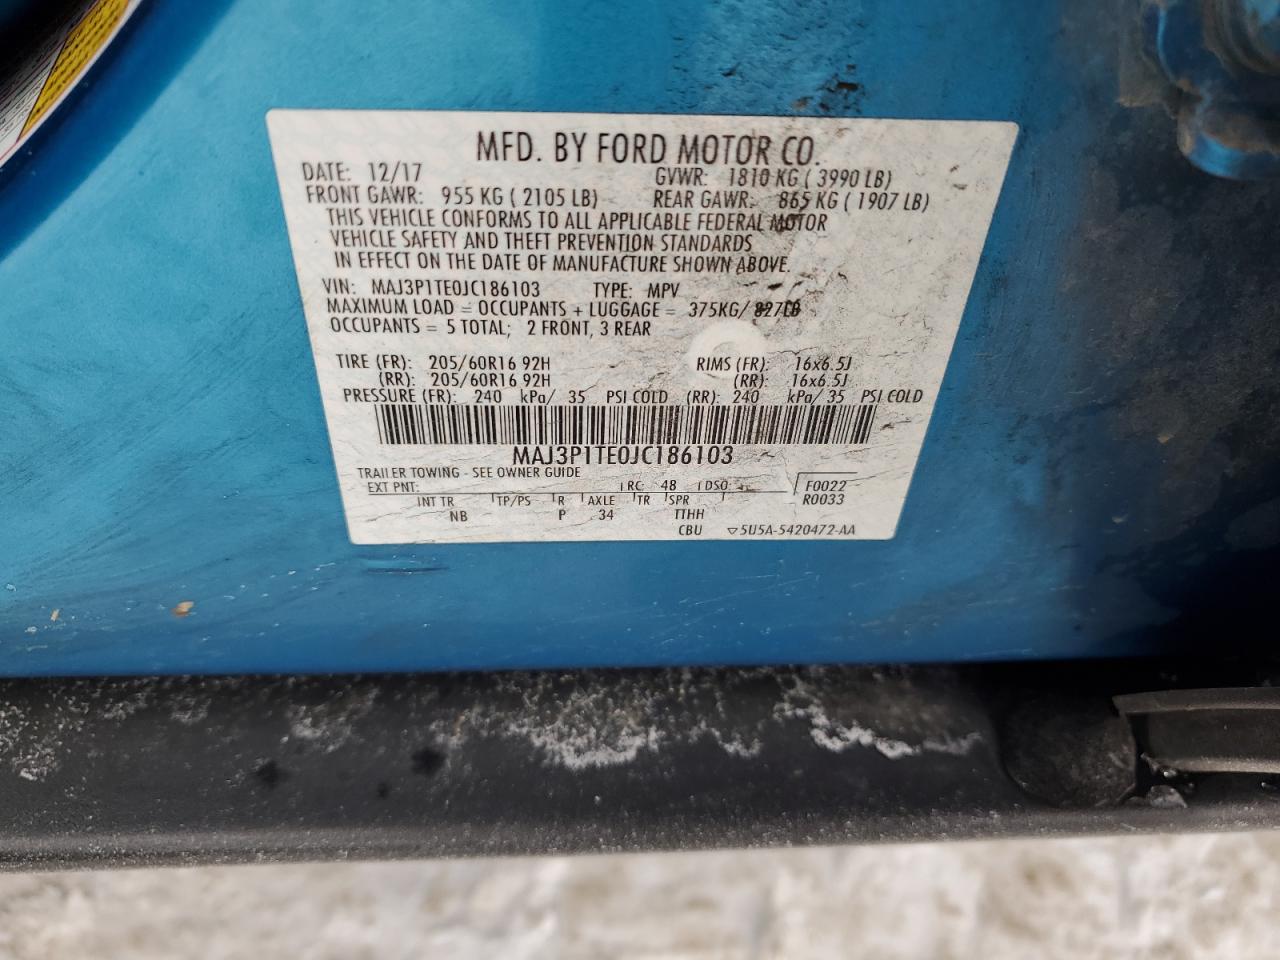 MFD. BY FORD MOTOR CO.
DATE: 12/17 GVWR: 1810 KG ( 3990 LB)
FRONT GAWR: 955 KG ( 2105 LB) REAR GAWR: 865 KG ( 1907 LB)
THIS VEHICLE CONFORMS TO ALL APPLICABLE FEDERAL MOTOR
VEHICLE SAFETY AND THEFT PREVENTION STANDARDS
IN EFFECT ON THE DATE OF MANUFACTURE SHOWN ABOVE.
VIN: MAJ3P1TE0JC186103 TYPE: MPV
MAXIMUM LOAD = OCCUPANTS + LUGGAGE = 375KG/ 827LB
OCCUPANTS = 5 TOTAL; 2 FRONT, 3 REAR
TIRE (FR): 205/60R16 92H RIMS (FR): 16x6.5J
(RR): 205/60R16 92H (RR): 16x6.5J
PRESSURE (FR): 240 kPa/ 35 PSI COLD (RR): 240 kPa/ 35 PSI COLD
MAJ3P1TE0JC186103
TRAILER TOWING - SEE OWNER GUIDE
EXT PNT: RC: 48 DSO: F0022
INT TR TP/PS R AXLE TR SPR R0033
NB P 34 TTHH
CBU ▽5U5A-5420472-AA